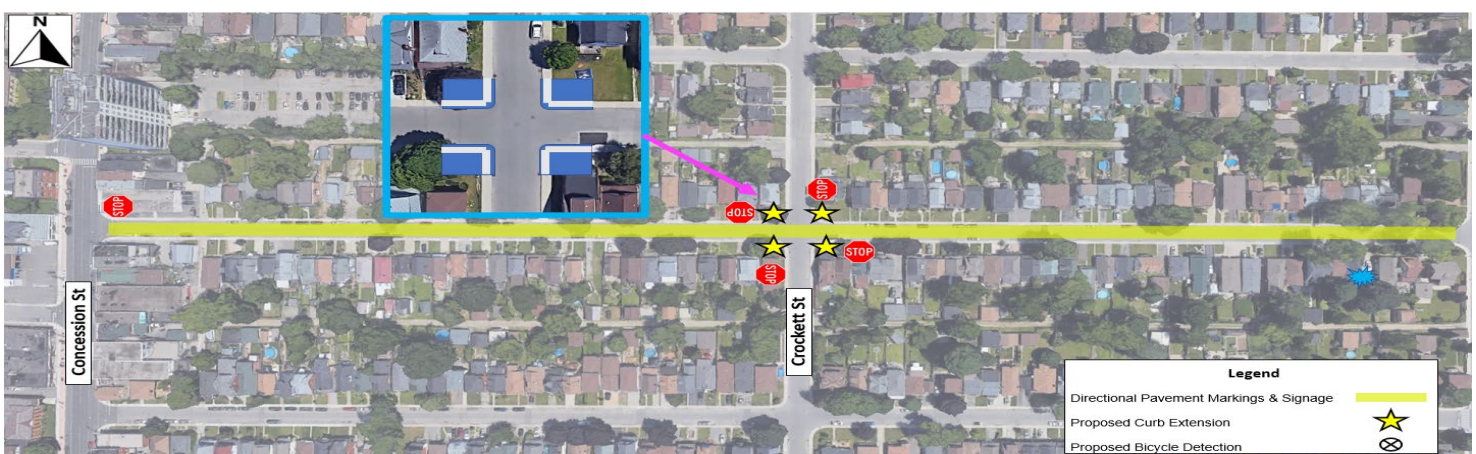 N
STOP
STOP
STOP
STOP
STOP
Concession St
Crockett St
Legend
Directional Pavement Markings & Signage
Proposed Curb Extension
Proposed Bicycle Detection